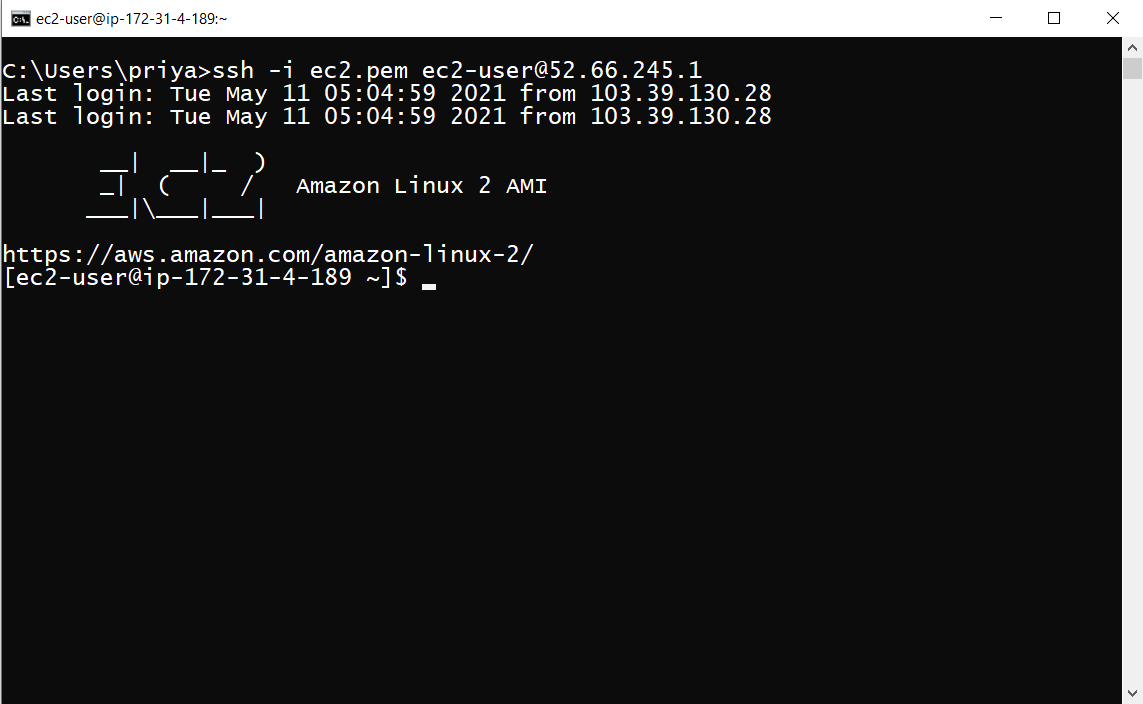 ec2-user@ip-172-31-4-189:~
C:\Users\priya>ssh -i ec2.pem ec2-user@52.66.245.1
Last login: Tue May 11 05:04:59 2021 from 103.39.130.28
Last login: Tue May 11 05:04:59 2021 from 103.39.130.28
       __|  __|_  )
       _|  (     /   Amazon Linux 2 AMI
      ___|\___|___|
https://aws.amazon.com/amazon-linux-2/
[ec2-user@ip-172-31-4-189 ~]$